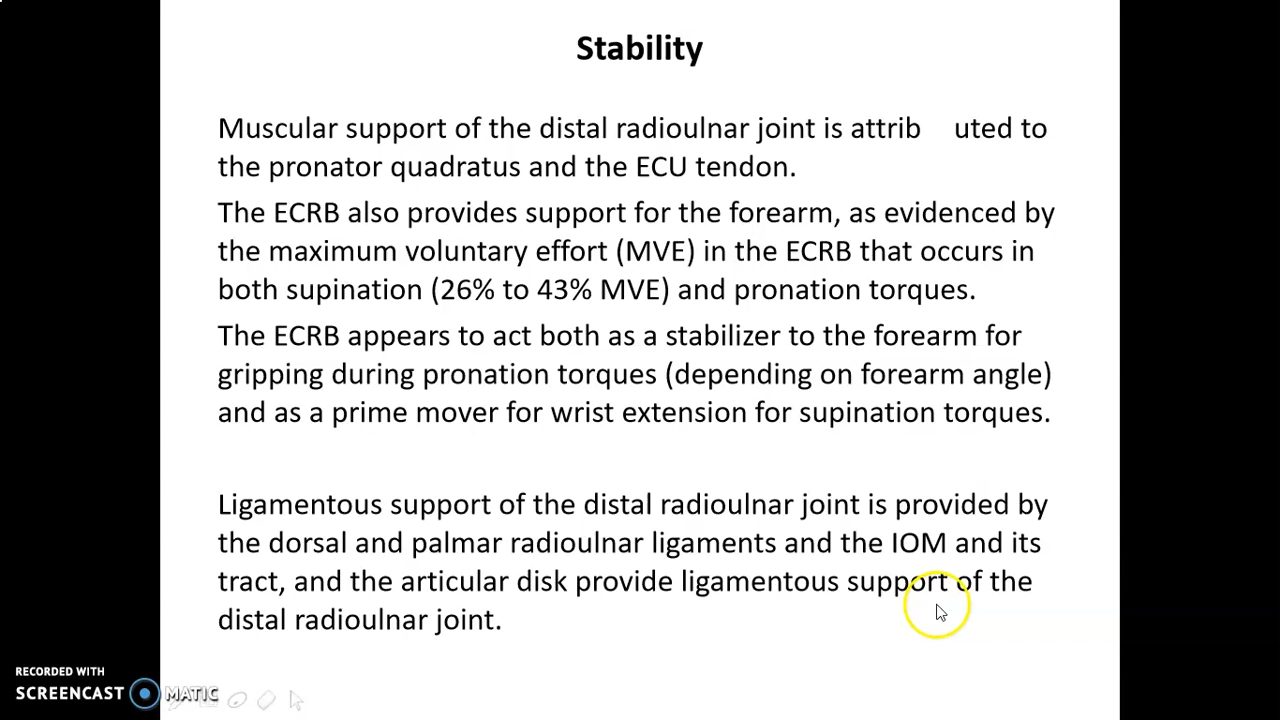 Stability
Muscular support of the distal radioulnar joint is attrib uted to
the pronator quadratus and the ECU tendon.
The ECRB also provides support for the forearm, as evidenced by
the maximum voluntary effort (MVE) in the ECRB that occurs in
both supination (26% to 43% MVE) and pronation torques.
The ECRB appears to act both as a stabilizer to the forearm for
gripping during pronation torques (depending on forearm angle)
and as a prime mover for wrist extension for supination torques.
Ligamentous support of the distal radioulnar joint is provided by
the dorsal and palmar radioulnar ligaments and the IOM and its
tract, and the articular disk provide ligamentous support of the
distal radioulnar joint.
RECORDED WITH
SCREENCAST MATIC